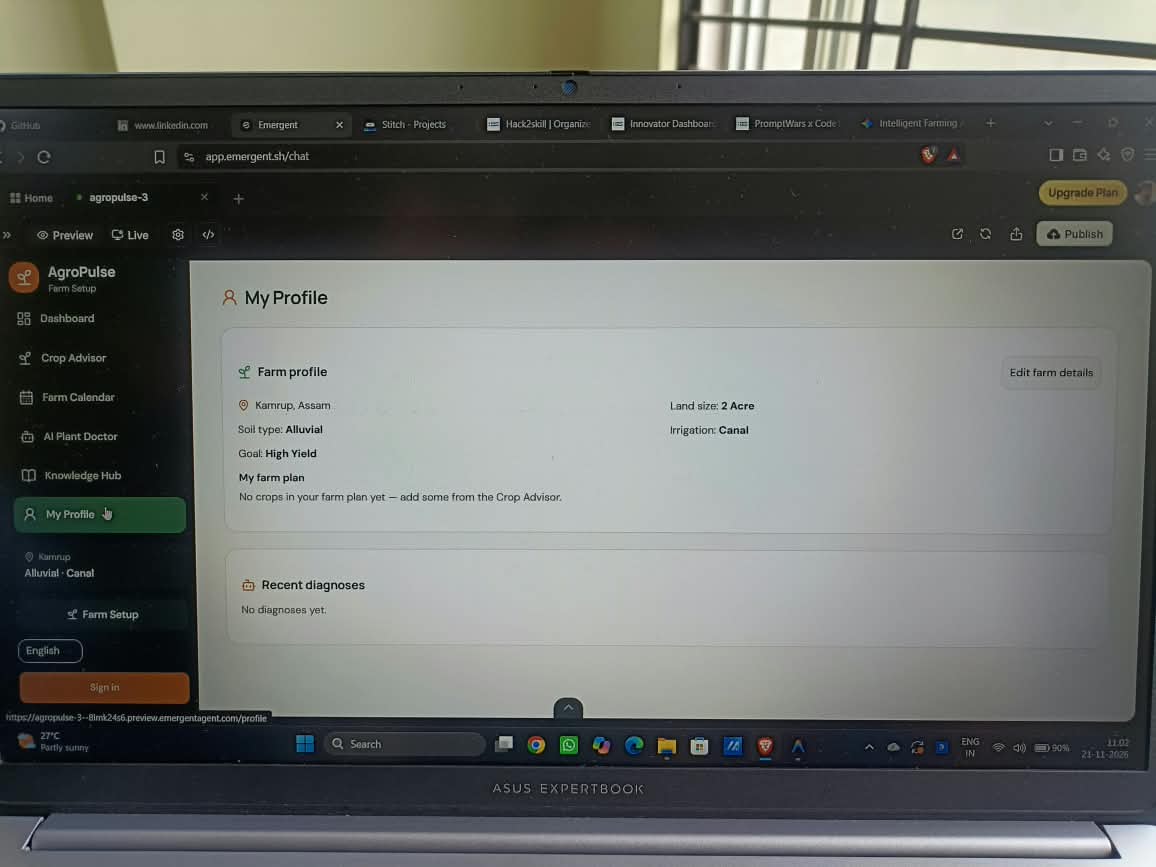 GitHub
www.linkedin.com
Emergent
Stitch - Projects
Hack2skill | Organize
Innovator Dashboar
PromptWars x Code
Intelligent Farming
app.emergent.sh/chat
Home
agropulse-3
Upgrade Plan
Preview
Live
Publish
AgroPulse
Farm Setup
Dashboard
Crop Advisor
Farm Calendar
AI Plant Doctor
Knowledge Hub
My Profile
Kamrup
Alluvial · Canal
Farm Setup
English
Sign in
https://agropulse-3--8lmk24s6.preview.emergentagent.com/profile
My Profile
Farm profile
Edit farm details
Kamrup, Assam
Land size: 2 Acre
Soil type: Alluvial
Irrigation: Canal
Goal: High Yield
My farm plan
No crops in your farm plan yet — add some from the Crop Advisor.
Recent diagnoses
No diagnoses yet.
27°C
Partly sunny
Search
ENG
IN
90%
11:02
21-11-2026
ASUS EXPERTBOOK